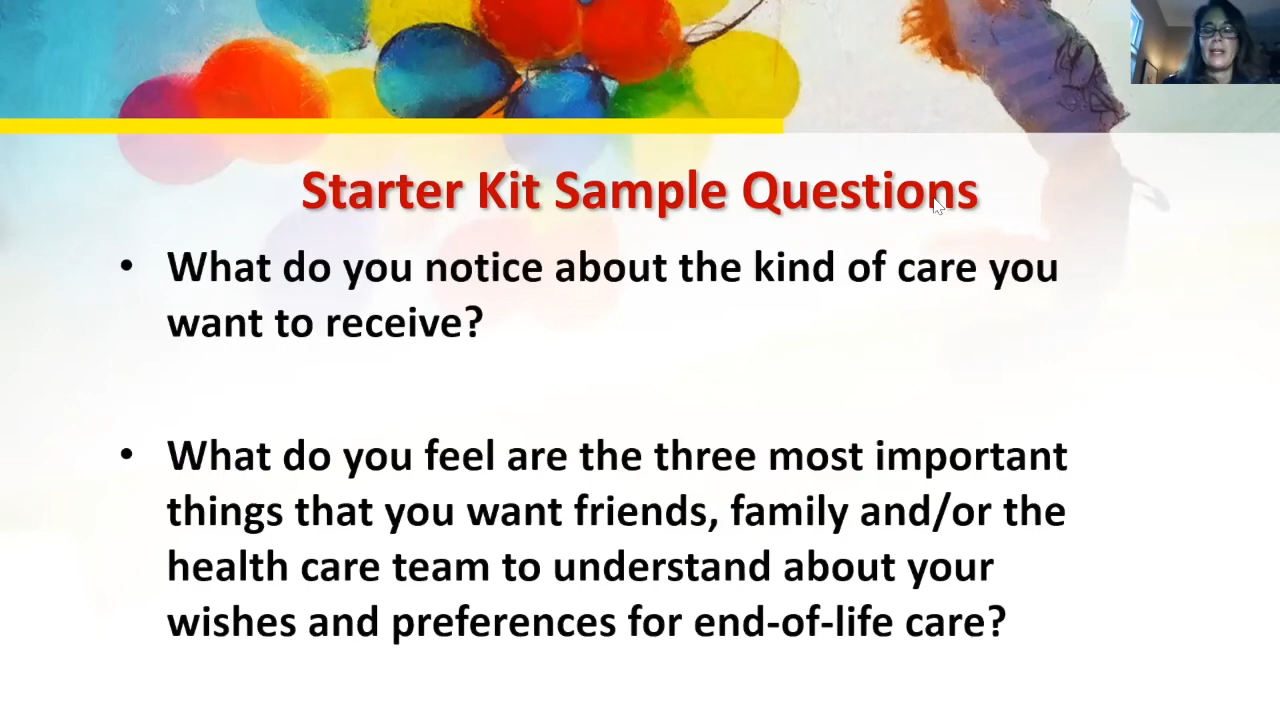 Starter Kit Sample Questions
• What do you notice about the kind of care you
want to receive?
• What do you feel are the three most important
things that you want friends, family and/or the
health care team to understand about your
wishes and preferences for end-of-life care?